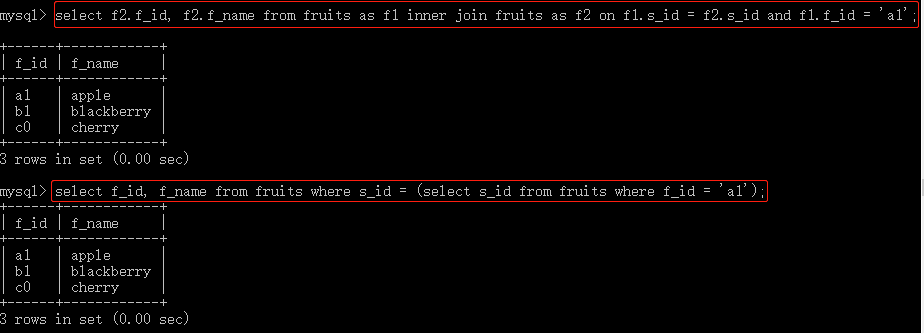 mysql> select f2.f_id, f2.f_name from fruits as f1 inner join fruits as f2 on f1.s_id = f2.s_id and f1.f_id = 'a1';
+------+------------+
| f_id | f_name     |
+------+------------+
| a1   | apple      |
| b1   | blackberry |
| c0   | cherry     |
+------+------------+
3 rows in set (0.00 sec)
mysql> select f_id, f_name from fruits where s_id = (select s_id from fruits where f_id = 'a1');
+------+------------+
| f_id | f_name     |
+------+------------+
| a1   | apple      |
| b1   | blackberry |
| c0   | cherry     |
+------+------------+
3 rows in set (0.00 sec)